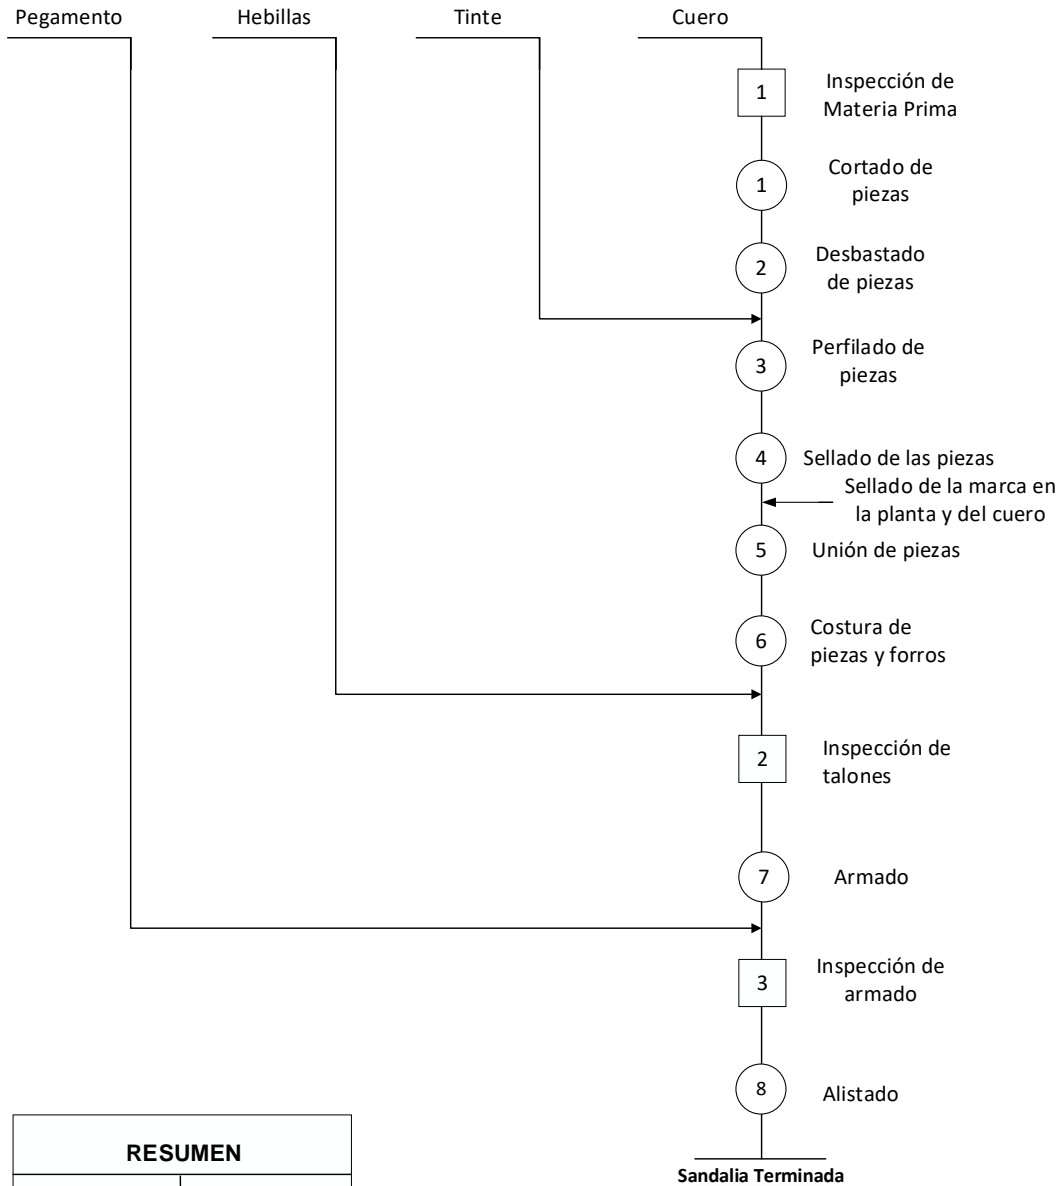 Pegamento
Hebillas
Tinte
Cuero
1
Inspección de
Materia Prima
1
Cortado de
piezas
2
Desbastado
de piezas
3
Perfilado de
piezas
4
Sellado de las piezas
Sellado de la marca en
la planta y del cuero
5
Unión de piezas
6
Costura de
piezas y forros
2
Inspección de
talones
7
Armado
3
Inspección de
armado
8
Alistado
RESUMEN
Sandalia Terminada